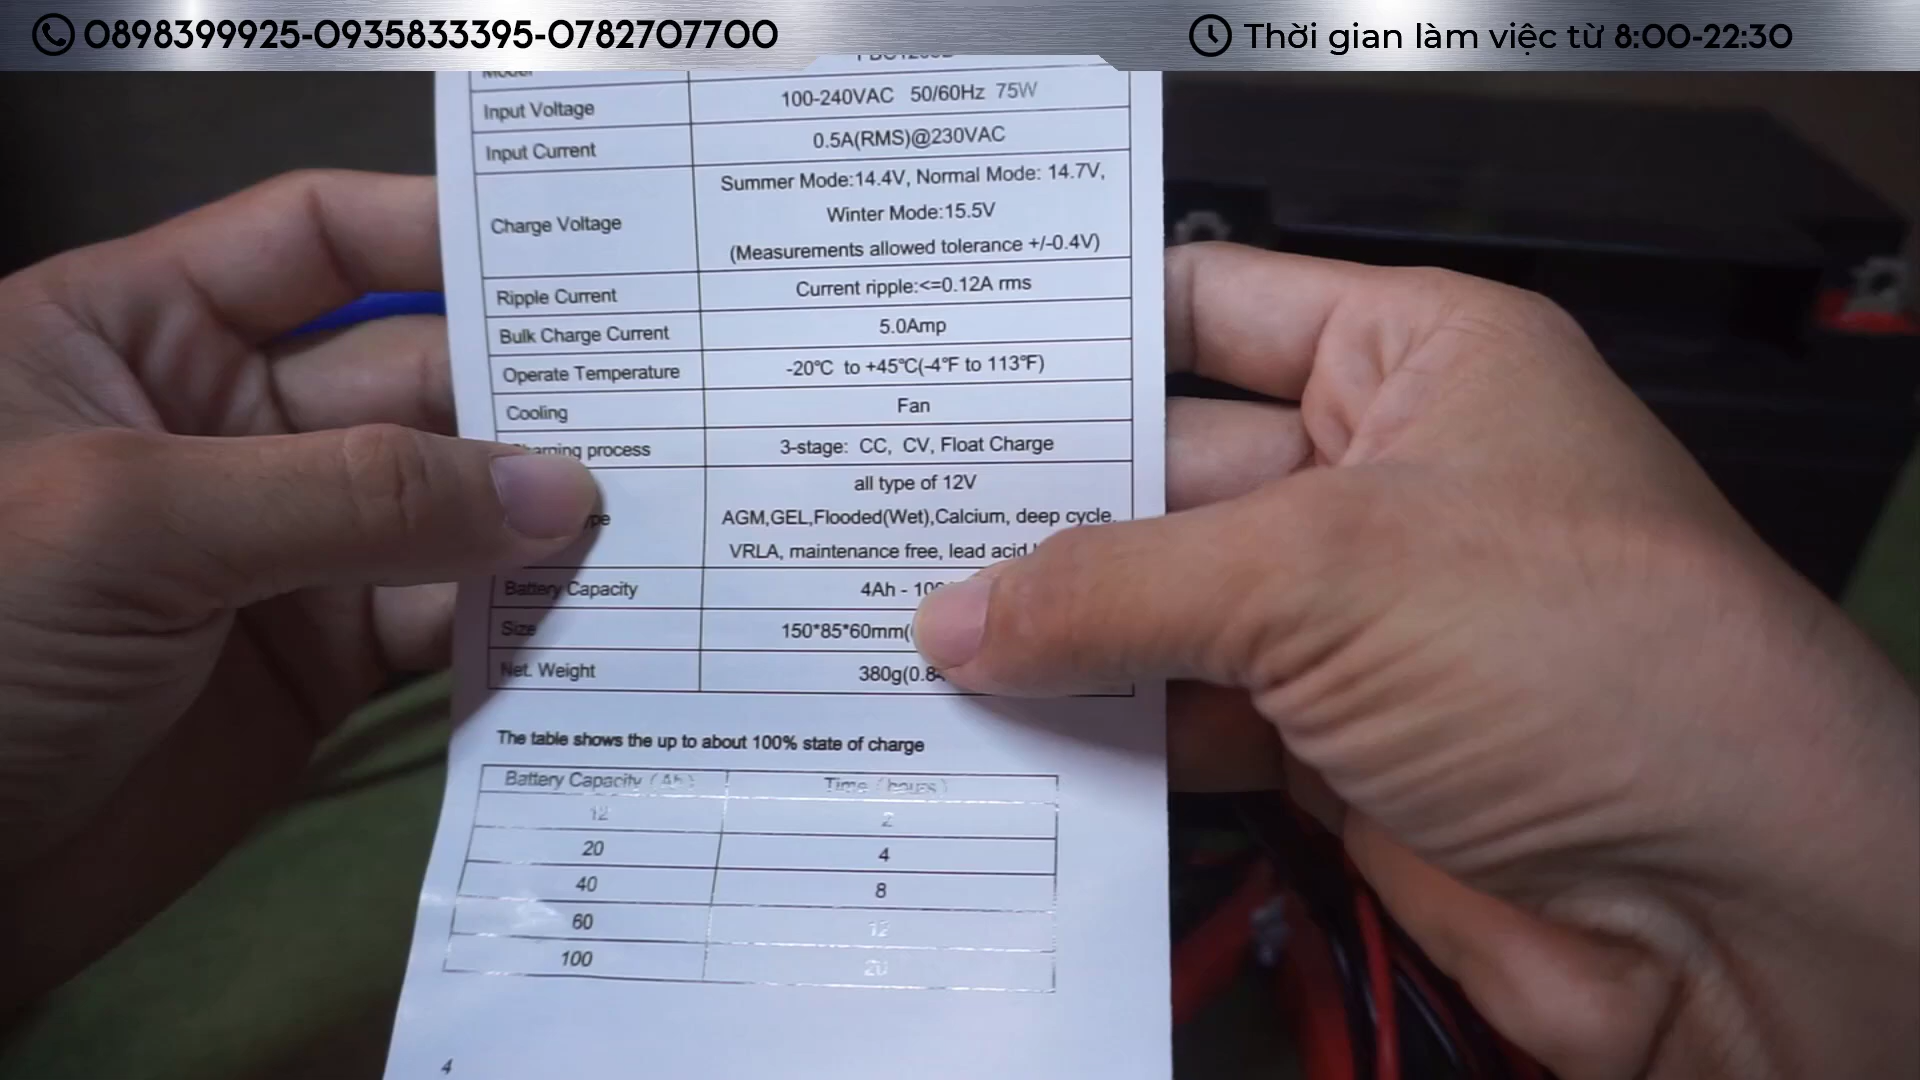 0898399925-0935833395-0782707700
Thời gian làm việc từ 8:00-22:30
Model
Input Voltage 100-240VAC 50/60Hz 75W
Input Current 0.5A(RMS)@230VAC
Charge Voltage Summer Mode:14.4V, Normal Mode: 14.7V,
Winter Mode:15.5V
(Measurements allowed tolerance +/-0.4V)
Ripple Current Current ripple:<=0.12A rms
Bulk Charge Current 5.0Amp
Operate Temperature -20℃ to +45℃(-4℉ to 113℉)
Cooling Fan
process 3-stage: CC, CV, Float Charge
all type of 12V
AGM,GEL,Flooded(Wet),Calcium, deep cycle,
VRLA, maintenance free, lead acid
Battery Capacity 4Ah -
Size 150*85*60mm(
Net. Weight 380g(0.84
The table shows the up to about 100% state of charge
Battery Capacity (Ah) Time (hours)
12 2
20 4
40 8
60 12
100 20
4